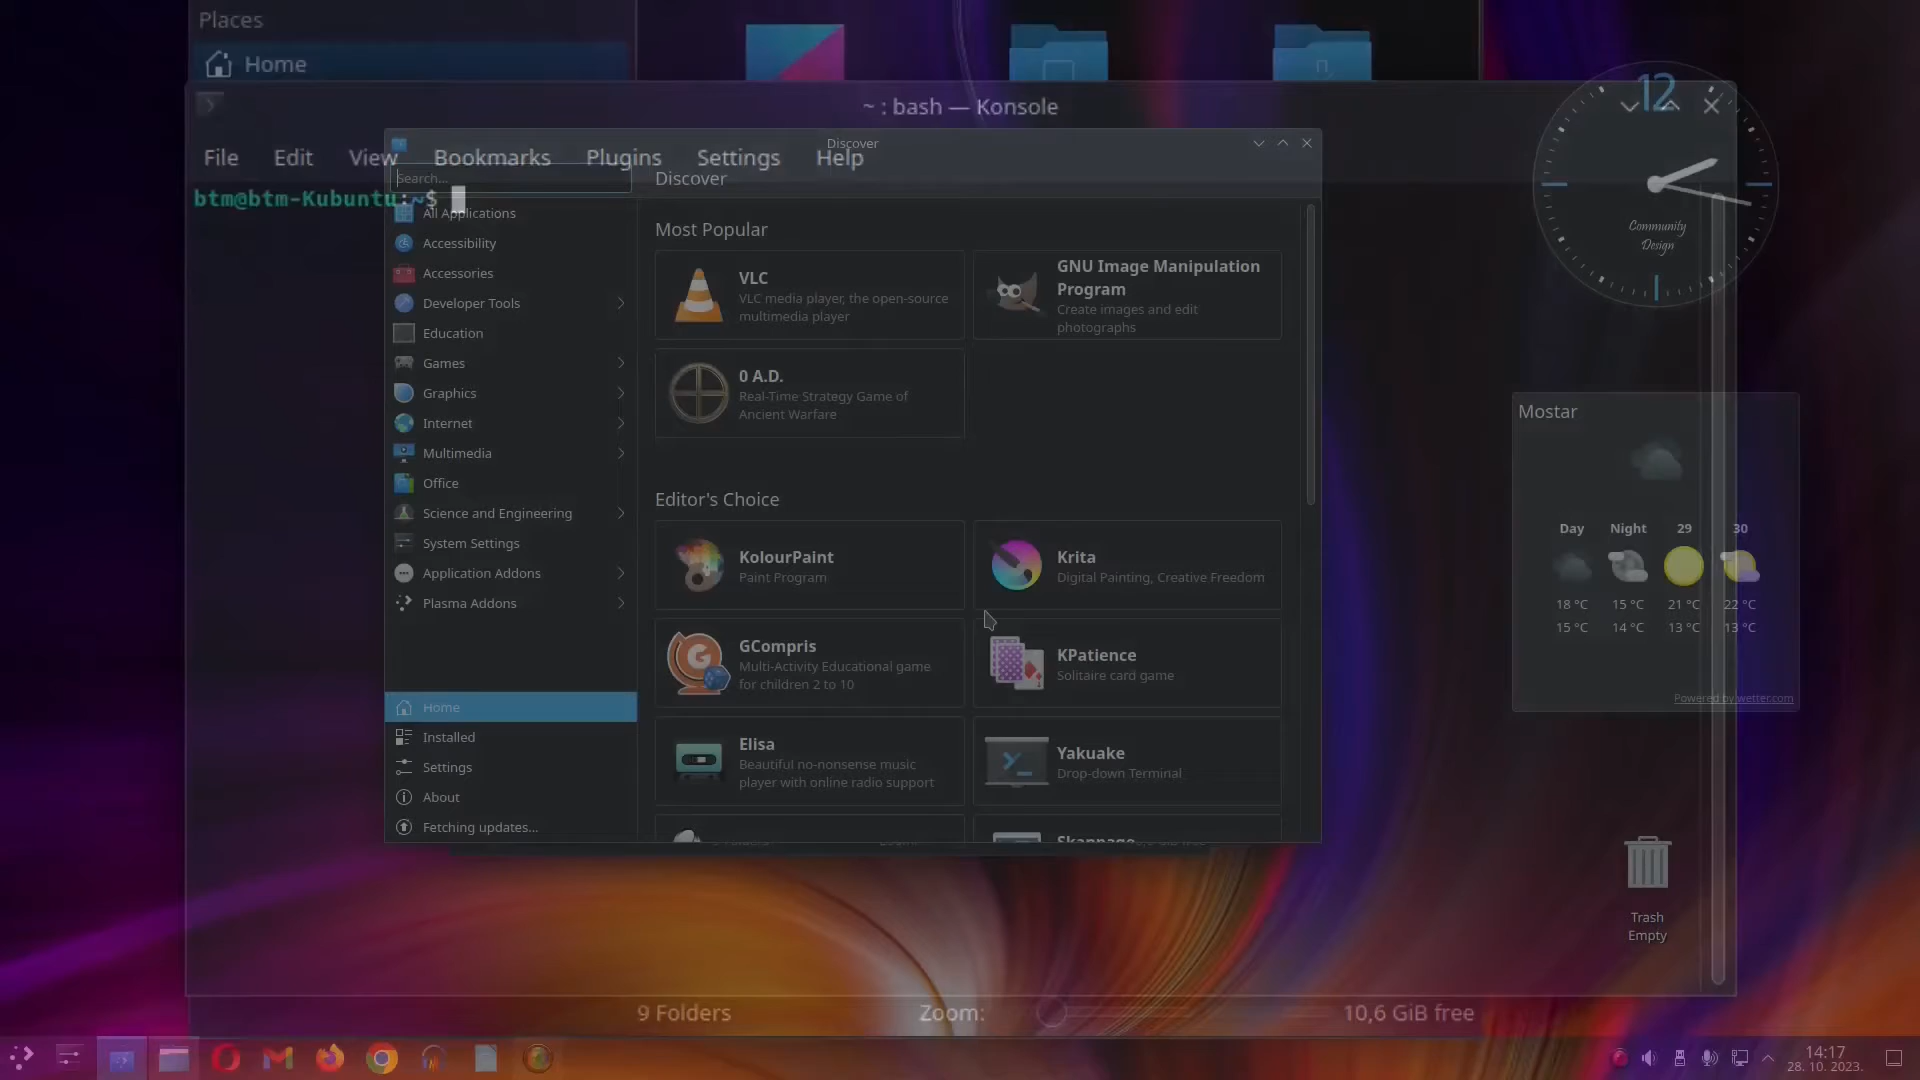 Places
Home
~ : bash — Konsole
File Edit View Bookmarks Plugins Settings Help
btm@btm-Kubuntu:~$
Discover
Search...
Discover
All Applications
Accessibility
Accessories
Developer Tools
Education
Games
Graphics
Internet
Multimedia
Office
Science and Engineering
System Settings
Application Addons
Plasma Addons
Home
Installed
Settings
About
Fetching updates...
Most Popular
VLC
VLC media player, the open-source
multimedia player
GNU Image Manipulation
Program
Create images and edit
photographs
0 A.D.
Real-Time Strategy Game of
Ancient Warfare
Editor's Choice
KolourPaint
Paint Program
Krita
Digital Painting, Creative Freedom
GCompris
Multi-Activity Educational game
for children 2 to 10
KPatience
Solitaire card game
Elisa
Beautiful no-nonsense music
player with online radio support
Yakuake
Drop-down Terminal
Skanpage
12
Community
Design
Mostar
Day Night 29 30
18 °C 15 °C 21 °C 22 °C
15 °C 14 °C 13 °C 13 °C
Powered by wetter.com
Trash
Empty
9 Folders
Zoom:
10,6 GiB free
14:17
28. 10. 2023.